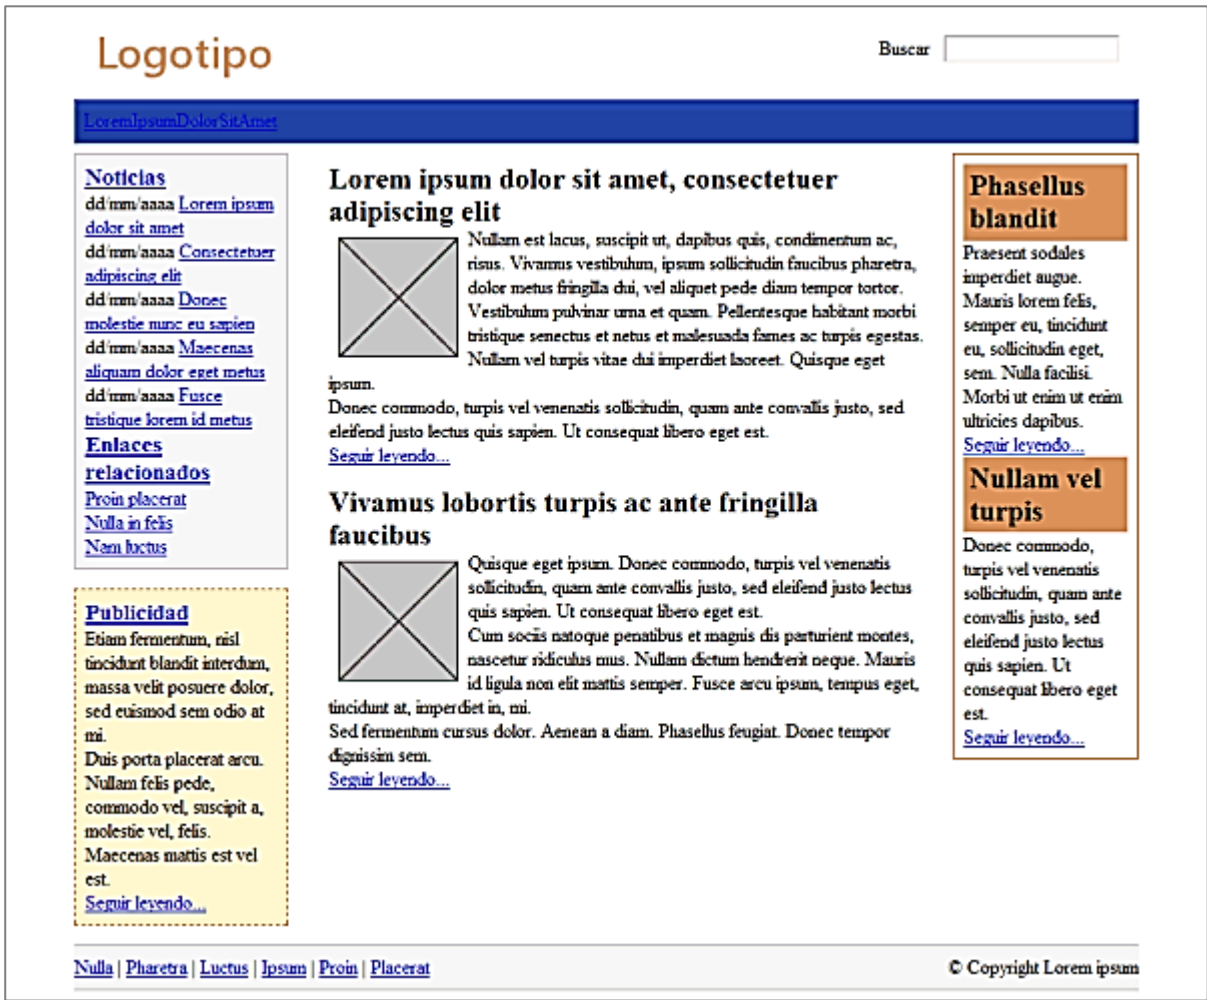 Logotipo
Buscar
LoremIpsumDolorSitAmet
Noticias
dd/mm/aaaa Lorem ipsum
dolor sit amet
dd/mm/aaaa Consectetuer
adipiscing elit
dd/mm/aaaa Donec
molestie nunc eu sapien
dd/mm/aaaa Maecenas
aliquam dolor eget metus
dd/mm/aaaa Fusce
tristique lorem id metus
Enlaces
relacionados
Proin placerat
Nulla in felis
Nam luctus
Publicidad
Etiam fermentum, nisl
tincidunt blandit interdum,
massa velit posuere dolor,
sed euismod sem odio at
mi.
Duis porta placerat arcu.
Nullam felis pede,
commodo vel, suscipit a,
molestie vel, felis.
Maecenas mattis est vel
est.
Seguir leyendo...
Lorem ipsum dolor sit amet, consectetuer
adipiscing elit
Nullam est lacus, suscipit ut, dapibus quis, condimentum ac,
risus. Vivamus vestibulum, ipsum sollicitudin faucibus pharetra,
dolor metus fringilla dui, vel aliquet pede diam tempor tortor.
Vestibulum pulvinar urna et quam. Pellentesque habitant morbi
tristique senectus et netus et malesuada fames ac turpis egestas.
Nullam vel turpis vitae dui imperdiet laoreet. Quisque eget
ipsum.
Donec commodo, turpis vel venenatis sollicitudin, quam ante convallis justo, sed
eleifend justo lectus quis sapien. Ut consequat libero eget est.
Seguir leyendo...
Vivamus lobortis turpis ac ante fringilla
faucibus
Quisque eget ipsum. Donec commodo, turpis vel venenatis
sollicitudin, quam ante convallis justo, sed eleifend justo lectus
quis sapien. Ut consequat libero eget est.
Cum sociis natoque penatibus et magnis dis parturient montes,
nascetur ridiculus mus. Nullam dictum hendrerit neque. Mauris
id ligula non elit mattis semper. Fusce arcu ipsum, tempus eget,
tincidunt at, imperdiet in, mi.
Sed fermentum cursus dolor. Aenean a diam. Phasellus feugiat. Donec tempor
dignissim sem.
Seguir leyendo...
Phasellus
blandit
Praesent sodales
imperdiet augue.
Mauris lorem felis,
semper eu, tincidunt
eu, sollicitudin eget,
sem. Nulla facilisi.
Morbi ut enim ut enim
ultricies dapibus.
Seguir leyendo...
Nullam vel
turpis
Donec commodo,
turpis vel venenatis
sollicitudin, quam ante
convallis justo, sed
eleifend justo lectus
quis sapien. Ut
consequat libero eget
est.
Seguir leyendo...
Nulla | Pharetra | Luctus | Ipsum | Proin | Placerat
© Copyright Lorem ipsum